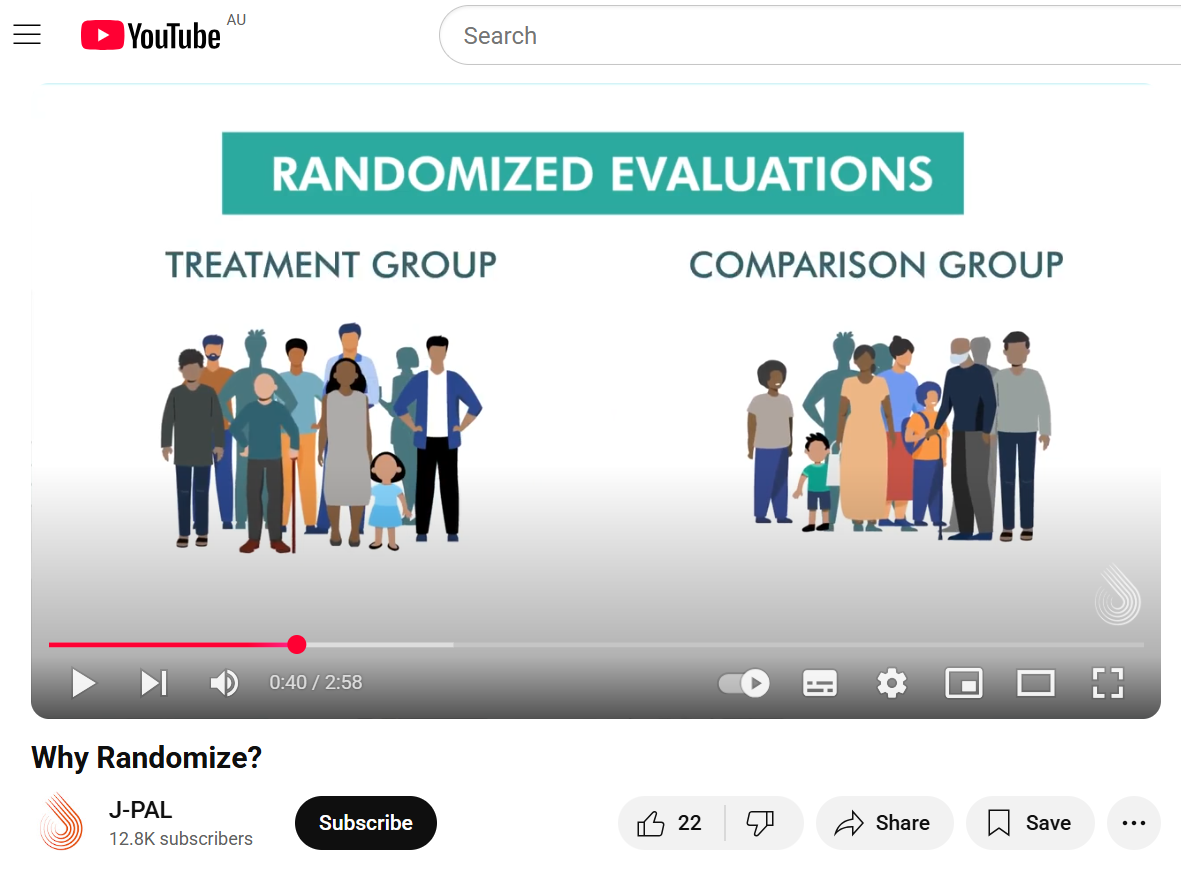 YouTube AU
Search
RANDOMIZED EVALUATIONS
TREATMENT GROUP
COMPARISON GROUP
0:40 / 2:58
Why Randomize?
J-PAL
12.8K subscribers
Subscribe
22
Share
Save